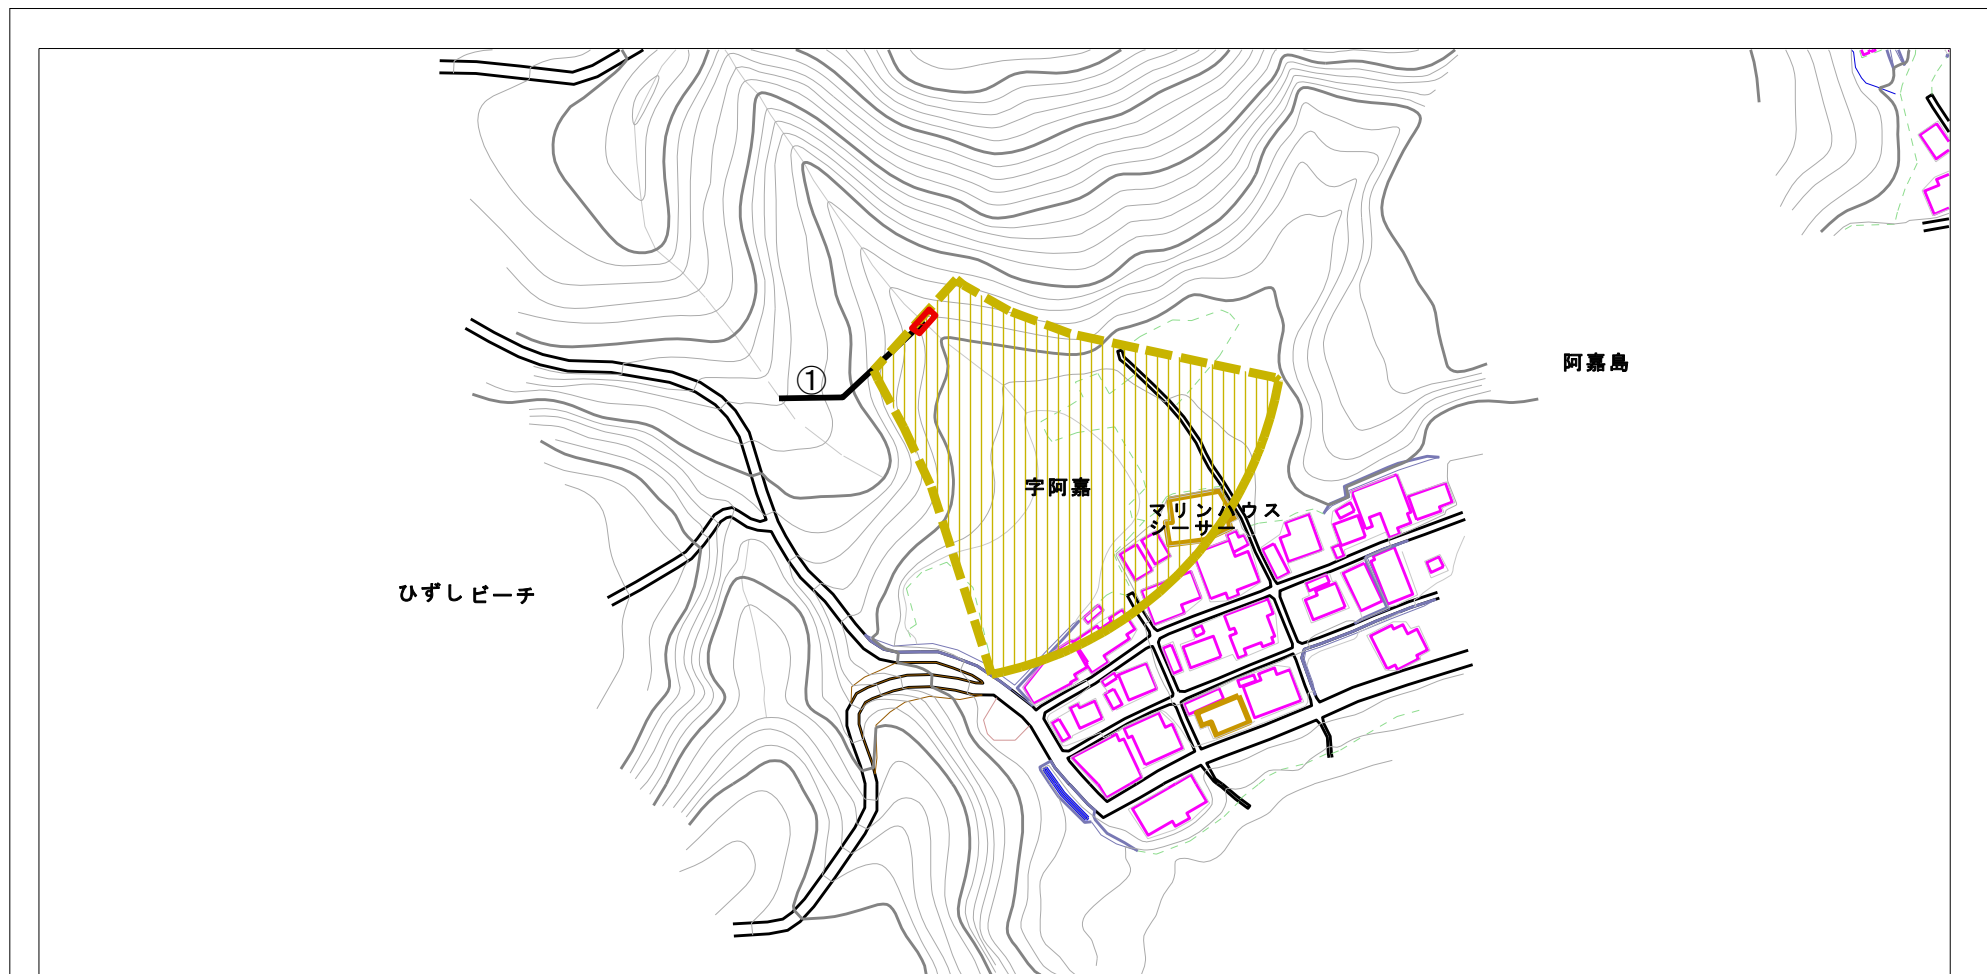 阿嘉島
①
字阿嘉
マリンハウス
シーサー
ひずしビーチ